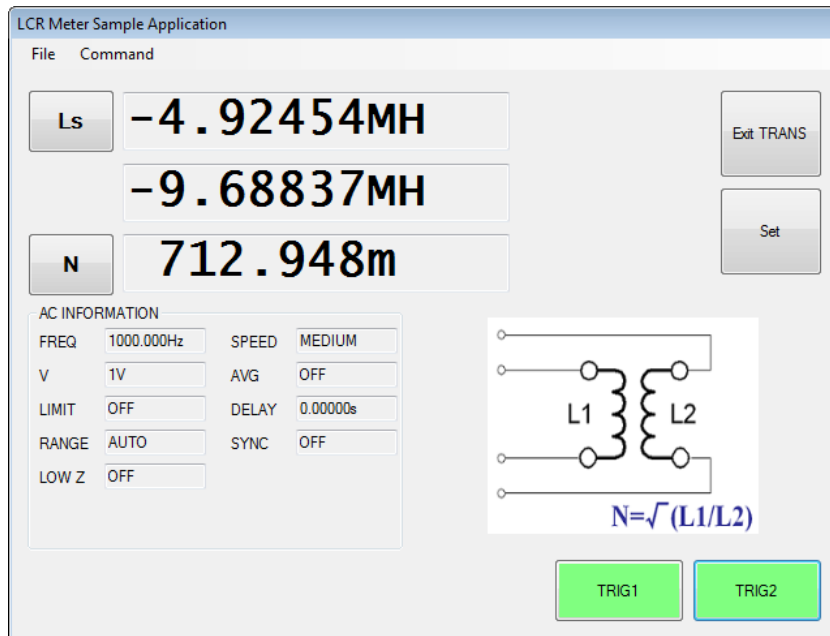 LCR Meter Sample Application
File Command
Ls -4.92454MH
Exit TRANS
-9.68837MH
Set
N 712.948m
AC INFORMATION
FREQ 1000.000Hz SPEED MEDIUM
V 1V AVG OFF
LIMIT OFF DELAY 0.00000s
RANGE AUTO SYNC OFF
LOW Z OFF
L1 L2
N=√(L1/L2)
TRIG1 TRIG2